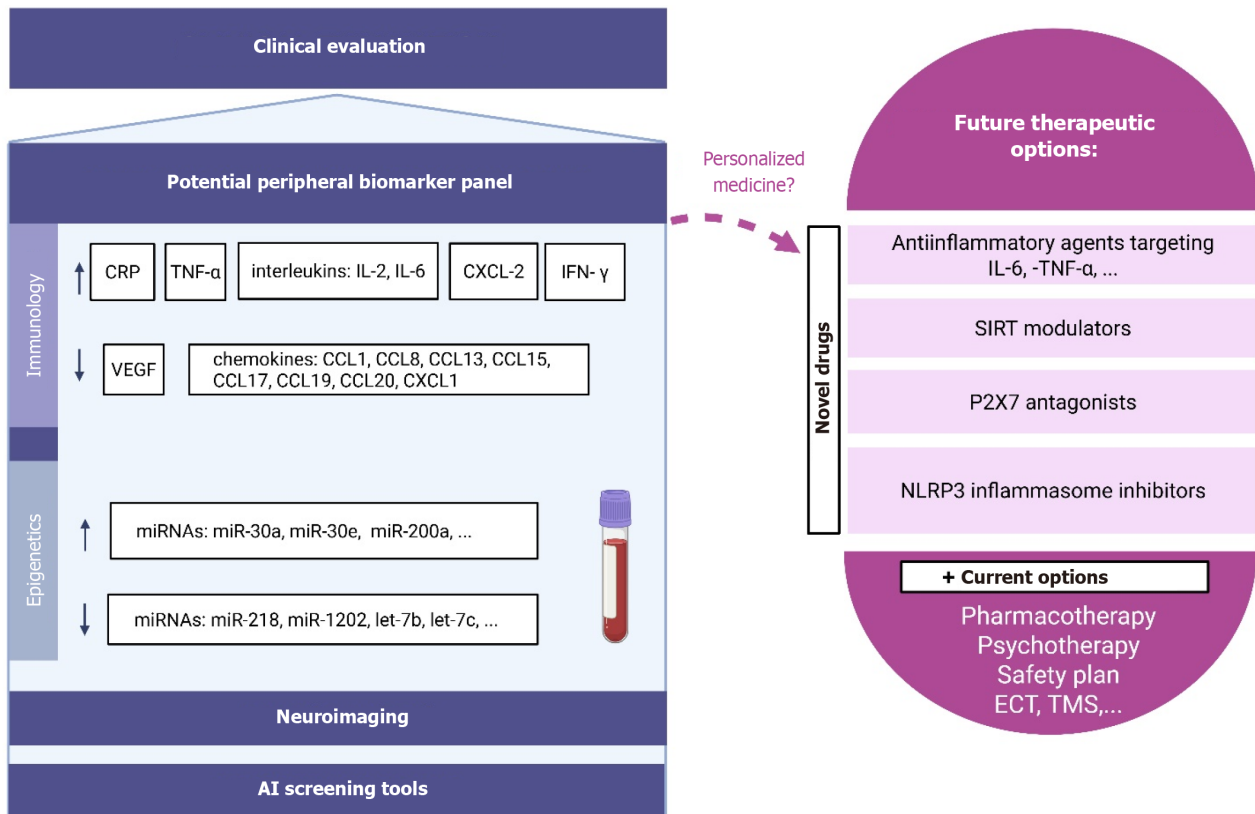 Clinical evaluation
Potential peripheral biomarker panel
Immunology
↑
CRP
TNF-α
interleukins: IL-2, IL-6
CXCL-2
IFN- γ
↓
VEGF
chemokines: CCL1, CCL8, CCL13, CCL15,
CCL17, CCL19, CCL20, CXCL1
Epigenetics
↑
miRNAs: miR-30a, miR-30e, miR-200a, ...
↓
miRNAs: miR-218, miR-1202, let-7b, let-7c, ...
Neuroimaging
AI screening tools
Personalized
medicine?
Future therapeutic
options:
Novel drugs
Antiinflammatory agents targeting
IL-6, -TNF-α, ...
SIRT modulators
P2X7 antagonists
NLRP3 inflammasome inhibitors
+ Current options
Pharmacotherapy
Psychotherapy
Safety plan
ECT, TMS,...